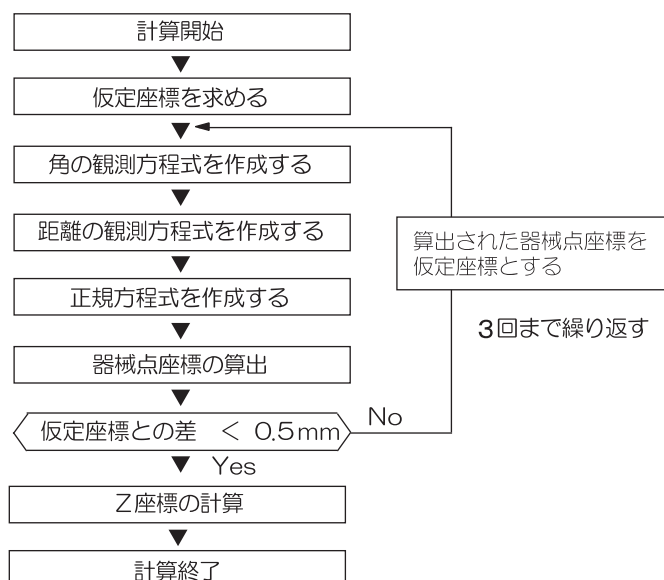 計算開始
仮定座標を求める
角の観測方程式を作成する
距離の観測方程式を作成する
正規方程式を作成する
器械点座標の算出
仮定座標との差 < 0.5mm
No
算出された器械点座標を
仮定座標とする
3回まで繰り返す
Yes
Z座標の計算
計算終了